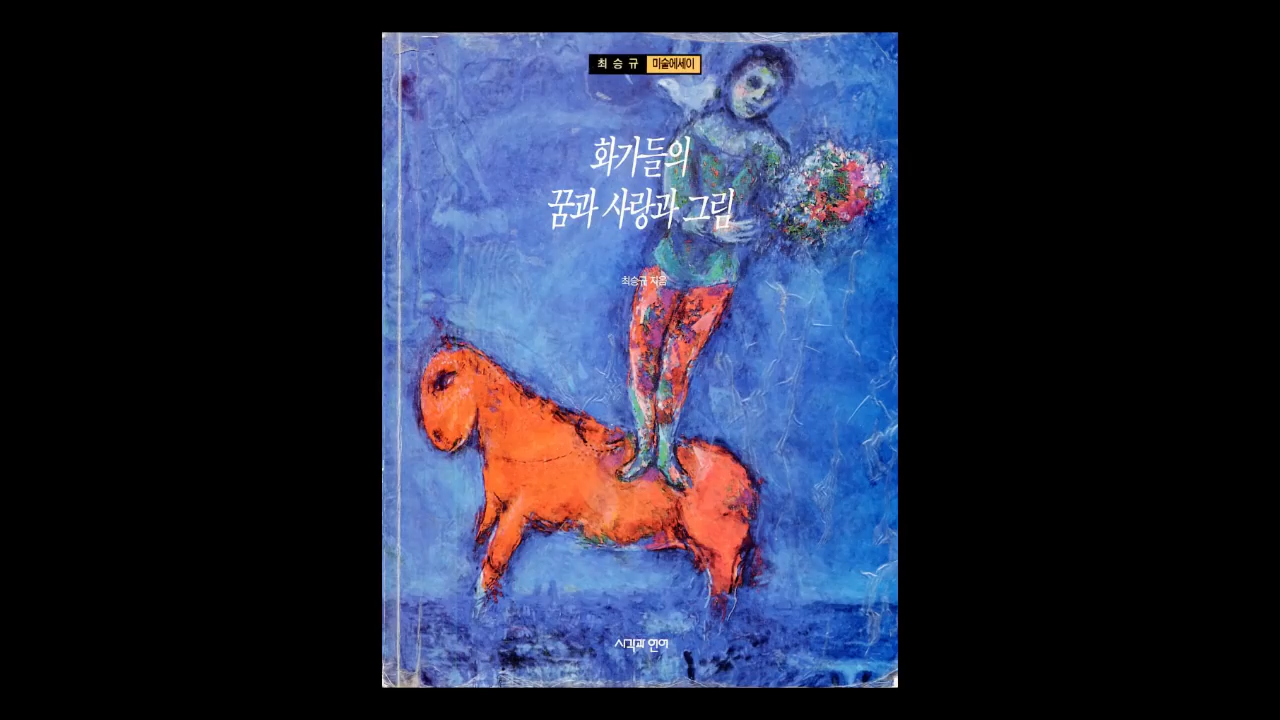 최승규 미술에세이
화가들의
꿈과 사랑과 그림
최승규 지음
시각과 언어